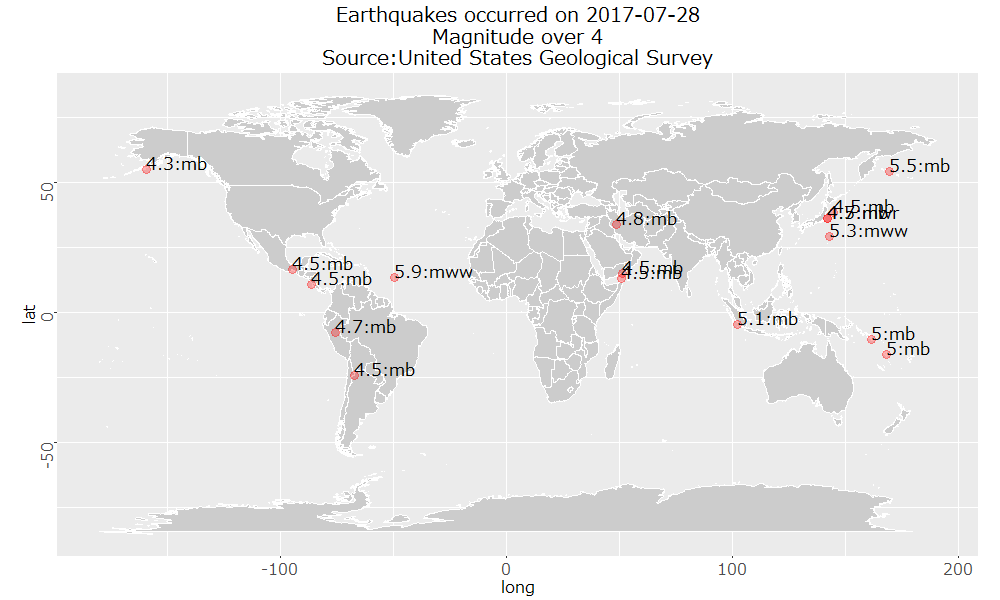 Earthquakes occurred on 2017-07-28
Magnitude over 4
Source:United States Geological Survey
4.3:mb
5.5:mb
4.5:mb
5.3:mww
4.8:mb
4.5:mb
4.5:mb
5.9:mww
4.5:mb
4.5:mb
5.1:mb
4.7:mb
5:mb
5:mb
4.5:mb
lat
50
0
-50
-100
0
100
200
long